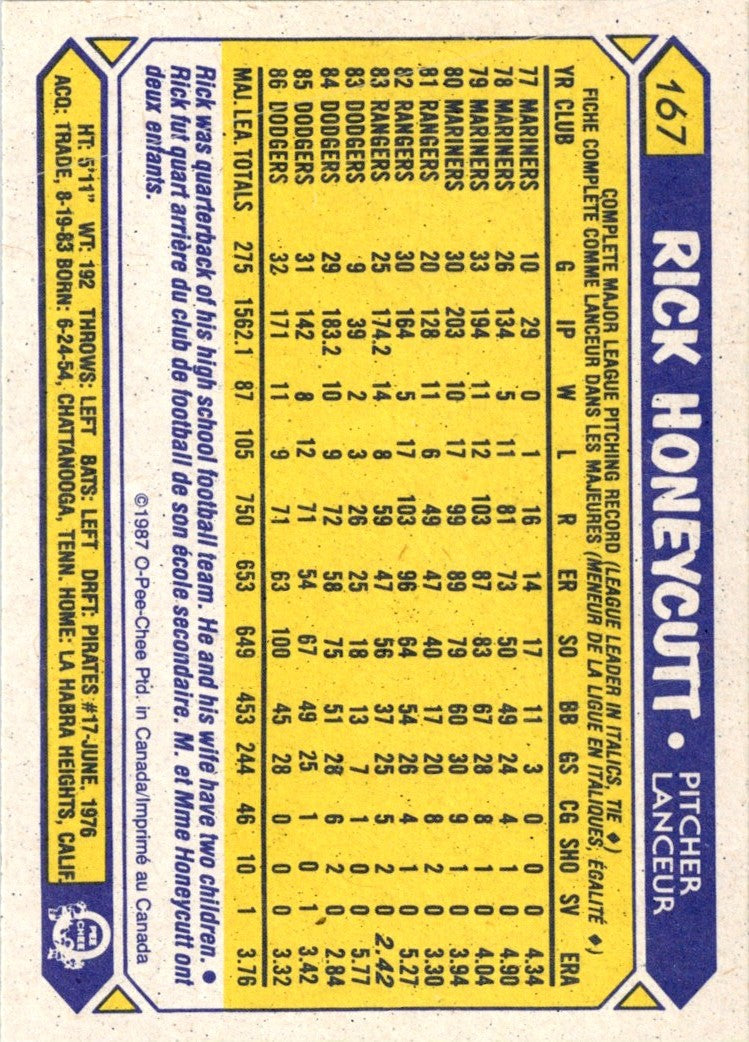 167
RICK HONEYCUTT • PITCHER
LANCEUR
COMPLETE MAJOR LEAGUE PITCHING RECORD (LEAGUE LEADER IN ITALICS, TIE ♦)
FICHE COMPLÈTE COMME LANCEUR DANS LES MAJEURES (MENEUR DE LA LIGUE EN ITALIQUES, ÉGALITÉ ♦)
YR CLUB G IP W L R ER SO BB GS CG SHO SV ERA
77 MARINERS 10 29 0 1 16 14 17 11 3 0 0 0 4.34
78 MARINERS 26 134 5 11 81 73 50 49 24 4 1 0 4.90
79 MARINERS 33 194 11 12 103 87 83 67 28 8 1 0 4.04
80 MARINERS 30 203 10 17 99 89 79 60 30 9 1 0 3.94
81 RANGERS 20 128 11 6 49 47 40 17 20 8 2 0 3.30
82 RANGERS 30 164 5 17 103 96 64 54 26 4 1 0 5.27
83 RANGERS 25 174.2 14 8 59 47 56 37 25 5 2 0 2.42
83 DODGERS 9 39 2 3 26 25 18 13 7 1 0 0 5.77
84 DODGERS 29 183.2 10 9 72 58 75 51 28 6 2 0 2.84
85 DODGERS 31 142 8 12 71 54 67 49 25 1 0 1 3.42
86 DODGERS 32 171 11 9 71 63 100 45 28 0 0 0 3.32
MAJ. LEA. TOTALS 275 1562.1 87 105 750 653 649 453 244 46 10 1 3.76
Rick was quarterback of his high school football team. He and his wife have two children. •
Rick fut quart arrière du club de football de son école secondaire. M. et Mme Honeycutt ont
deux enfants.
©1987 O-Pee-Chee Ptd. in Canada/Imprimé au Canada
HT: 5'11" WT: 192 THROWS: LEFT BATS: LEFT DRFT: PIRATES #17-JUNE, 1976
ACQ: TRADE, 8-19-83 BORN: 6-24-54, CHATTANOOGA, TENN. HOME: LA HABRA HEIGHTS, CALIF.
O
PEE
CHEE